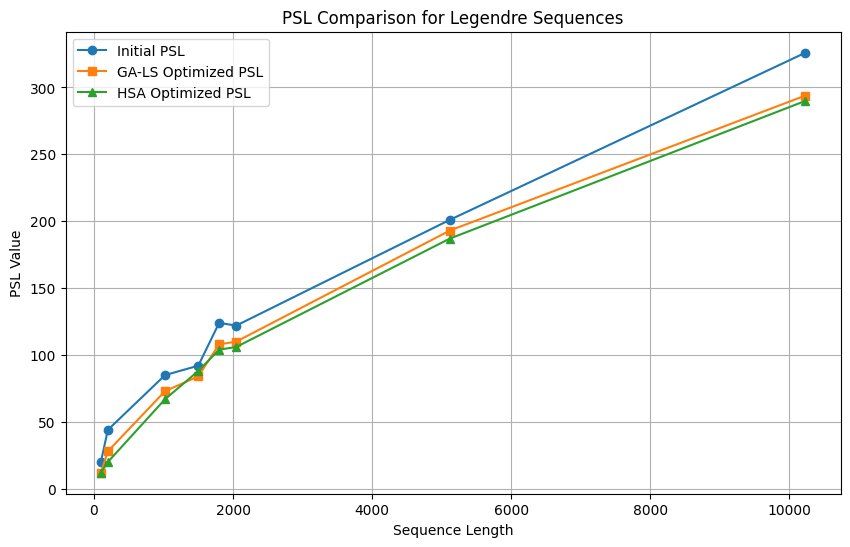 PSL Comparison for Legendre Sequences
Initial PSL
GA-LS Optimized PSL
HSA Optimized PSL
PSL Value
300
250
200
150
100
50
0
0 2000 4000 6000 8000 10000
Sequence Length